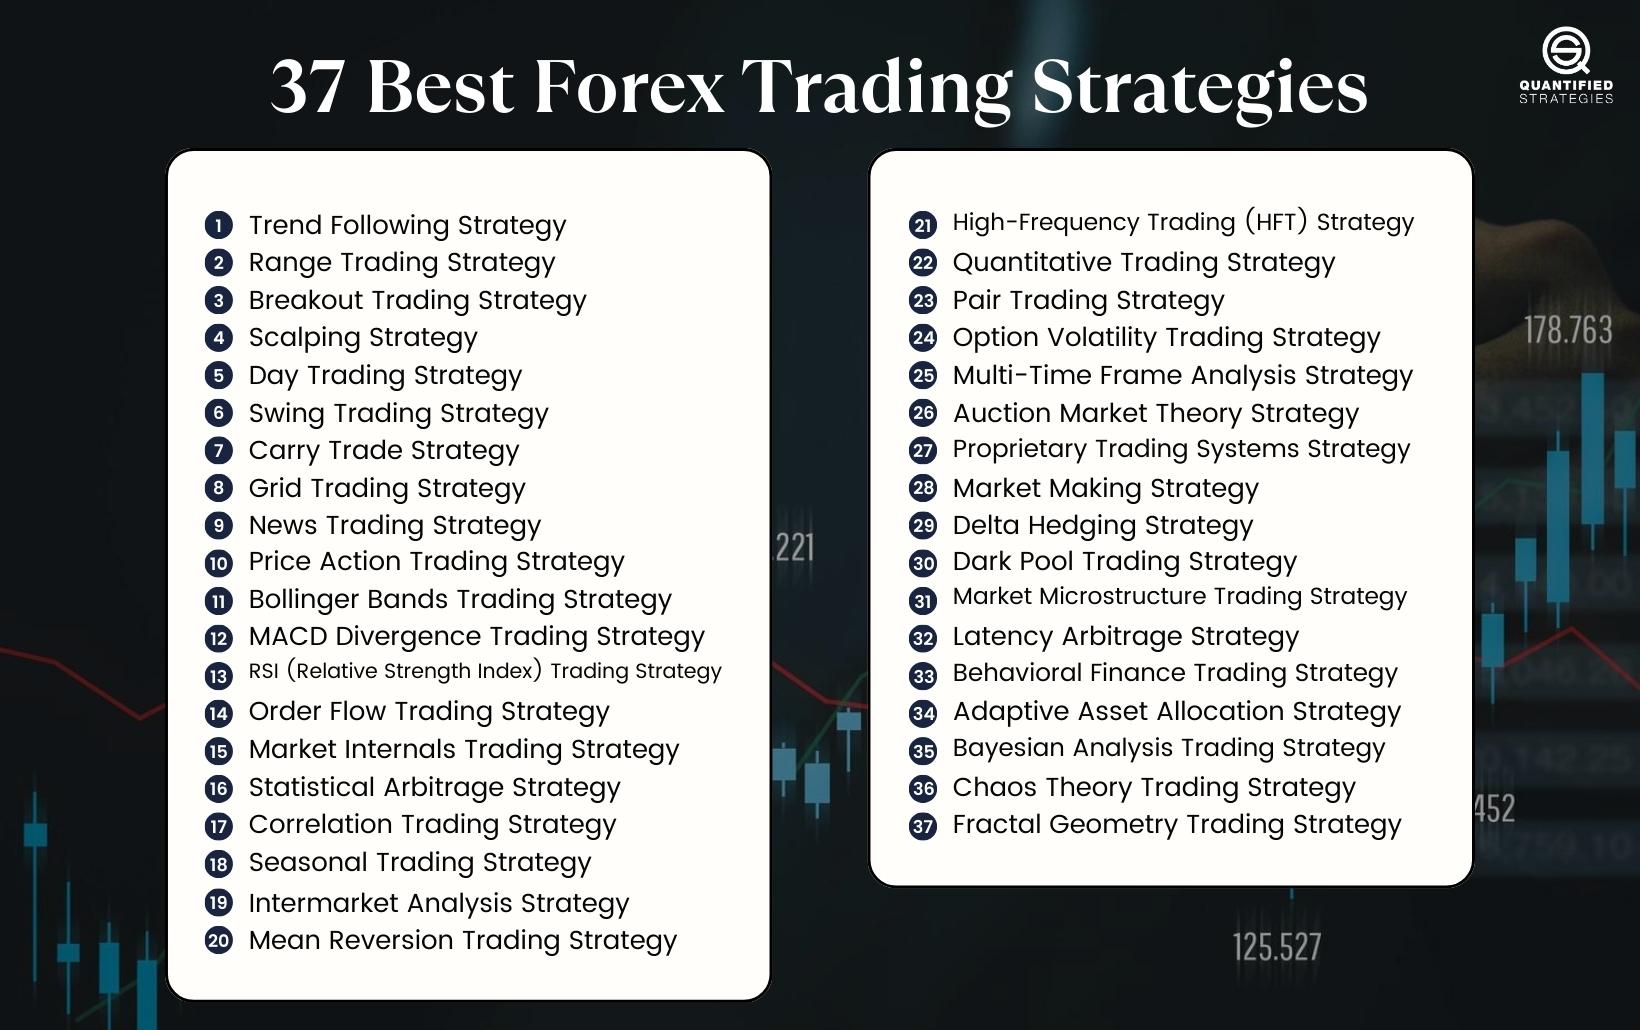 37 Best Forex Trading Strategies
QUANTIFIED
STRATEGIES
1 Trend Following Strategy
2 Range Trading Strategy
3 Breakout Trading Strategy
4 Scalping Strategy
5 Day Trading Strategy
6 Swing Trading Strategy
7 Carry Trade Strategy
8 Grid Trading Strategy
9 News Trading Strategy
10 Price Action Trading Strategy
11 Bollinger Bands Trading Strategy
12 MACD Divergence Trading Strategy
13 RSI (Relative Strength Index) Trading Strategy
14 Order Flow Trading Strategy
15 Market Internals Trading Strategy
16 Statistical Arbitrage Strategy
17 Correlation Trading Strategy
18 Seasonal Trading Strategy
19 Intermarket Analysis Strategy
20 Mean Reversion Trading Strategy
21 High-Frequency Trading (HFT) Strategy
22 Quantitative Trading Strategy
23 Pair Trading Strategy
24 Option Volatility Trading Strategy
25 Multi-Time Frame Analysis Strategy
26 Auction Market Theory Strategy
27 Proprietary Trading Systems Strategy
28 Market Making Strategy
29 Delta Hedging Strategy
30 Dark Pool Trading Strategy
31 Market Microstructure Trading Strategy
32 Latency Arbitrage Strategy
33 Behavioral Finance Trading Strategy
34 Adaptive Asset Allocation Strategy
35 Bayesian Analysis Trading Strategy
36 Chaos Theory Trading Strategy
37 Fractal Geometry Trading Strategy
.221
178.763
452
125.527